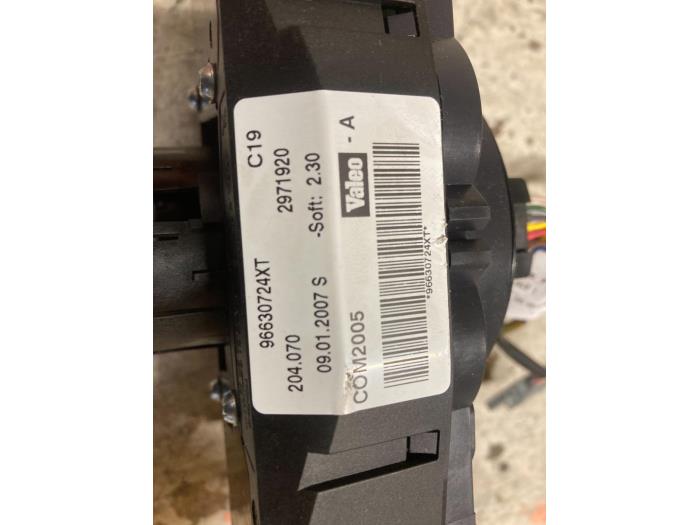 96630724XT C19
204.070 2971920
09.01.2007 S -Soft: 2.30
COM2005 Valeo - A
*96630724XT*